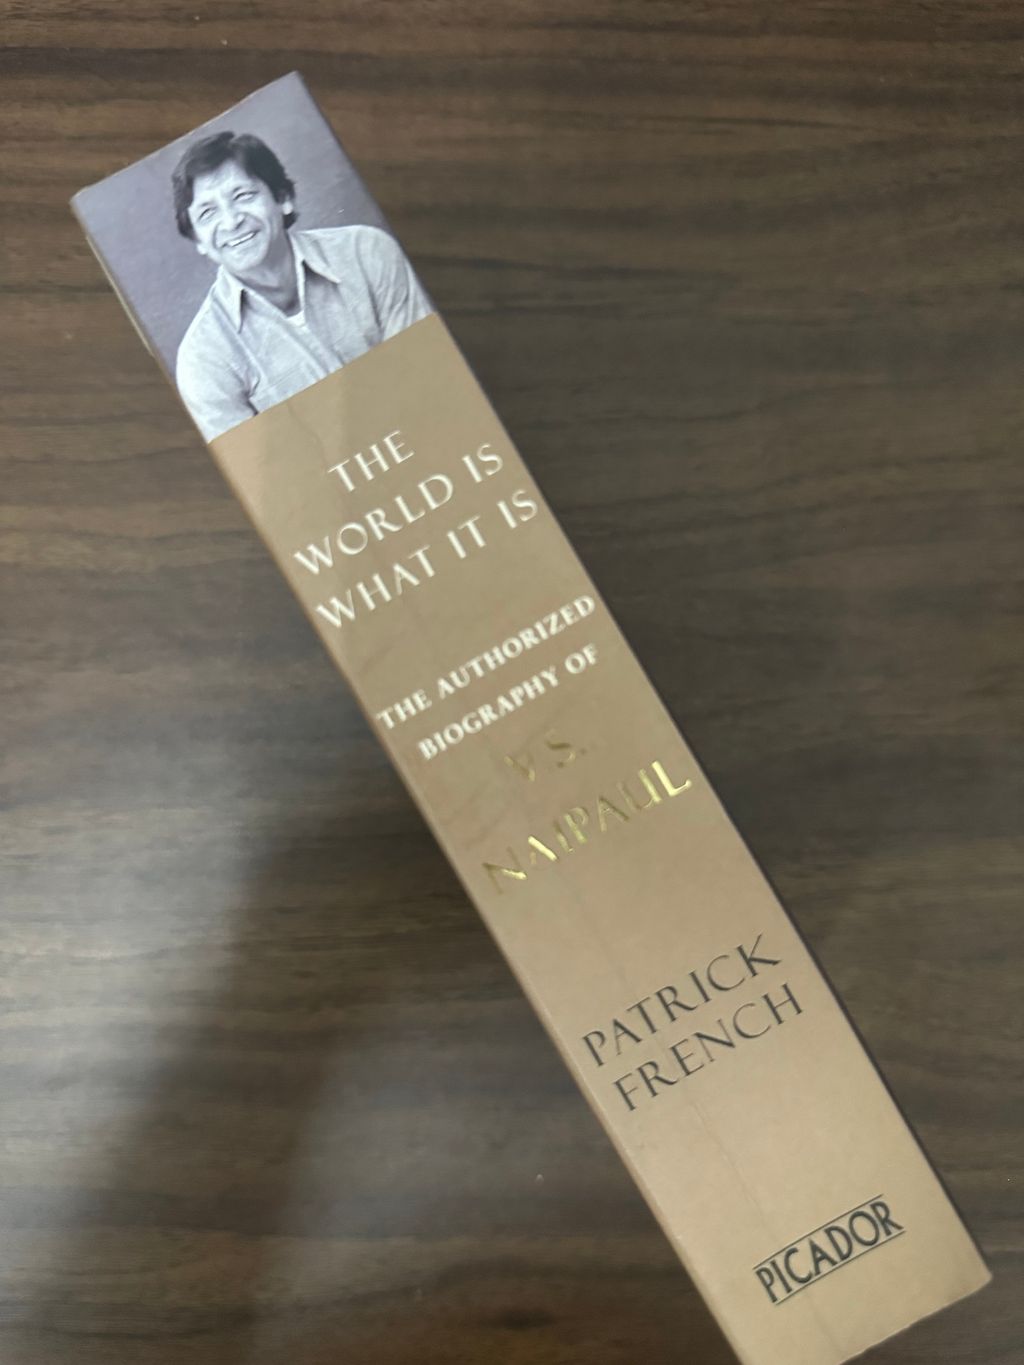 THE
WORLD IS
WHAT IT IS
THE AUTHORIZED
BIOGRAPHY OF
V.S.
NAIPAUL
PATRICK
FRENCH
PICADOR